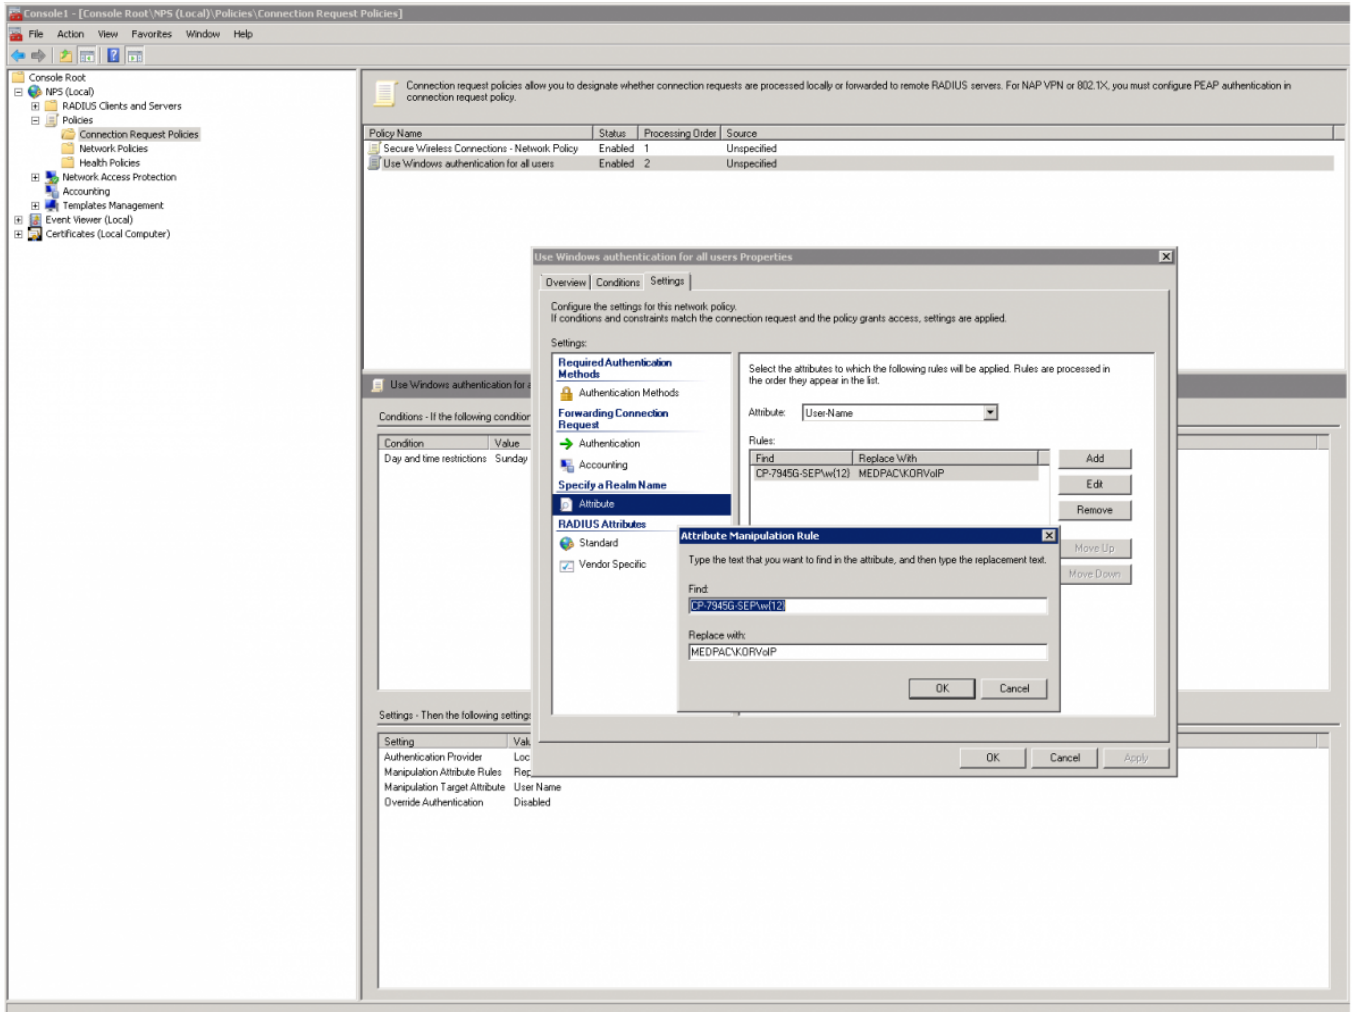 Console1 - [Console Root\NPS (Local)\Policies\Connection Request Policies]
File Action View Favorites Window Help
Console Root
NPS (Local)
RADIUS Clients and Servers
Policies
Connection Request Policies
Network Policies
Health Policies
Network Access Protection
Accounting
Templates Management
Event Viewer (Local)
Certificates (Local Computer)
Connection request policies allow you to designate whether connection requests are processed locally or forwarded to remote RADIUS servers. For NAP VPN or 802.1X, you must configure PEAP authentication in
connection request policy.
Policy Name Status Processing Order Source
Secure Wireless Connections - Network Policy Enabled 1 Unspecified
Use Windows authentication for all users Enabled 2 Unspecified
Use Windows authentication for a
Conditions - If the following condition
Condition Value
Day and time restrictions Sunday
Settings - Then the following settings
Setting Val
Authentication Provider Loc
Manipulation Attribute Rules Rep
Manipulation Target Attribute User Name
Override Authentication Disabled
Use Windows authentication for all users Properties
Overview Conditions Settings
Configure the settings for this network policy.
If conditions and constraints match the connection request and the policy grants access, settings are applied.
Settings:
Required Authentication
Methods
Authentication Methods
Forwarding Connection
Request
Authentication
Accounting
Specify a Realm Name
Attribute
RADIUS Attributes
Standard
Vendor Specific
Select the attributes to which the following rules will be applied. Rules are processed in
the order they appear in the list.
Attribute: User-Name
Rules:
Find Replace With
CP-7945G-SEP\w{12} MEDPAC\KORVoIP
Add
Edit
Remove
Move Up
Move Down
Attribute Manipulation Rule
Type the text that you want to find in the attribute, and then type the replacement text.
Find:
CP-7945G-SEP\w{12}
Replace with:
MEDPAC\KORVoIP
OK Cancel
OK Cancel Apply